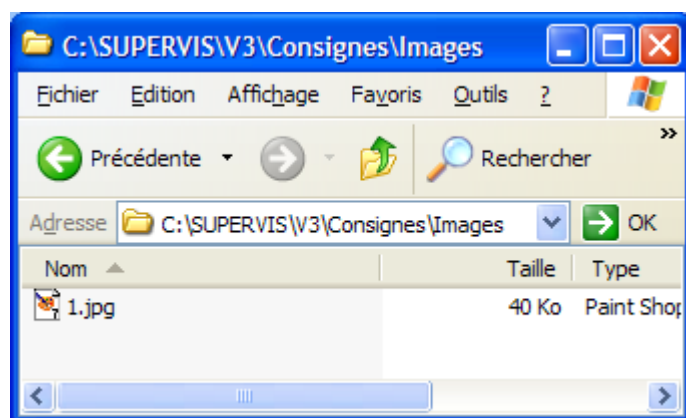 C:\SUPERVIS\V3\Consignes\Images
Fichier Edition Affichage Favoris Outils ?
Précédente Rechercher »
Adresse C:\SUPERVIS\V3\Consignes\Images OK
Nom Taille Type
1.jpg 40 Ko Paint Shop